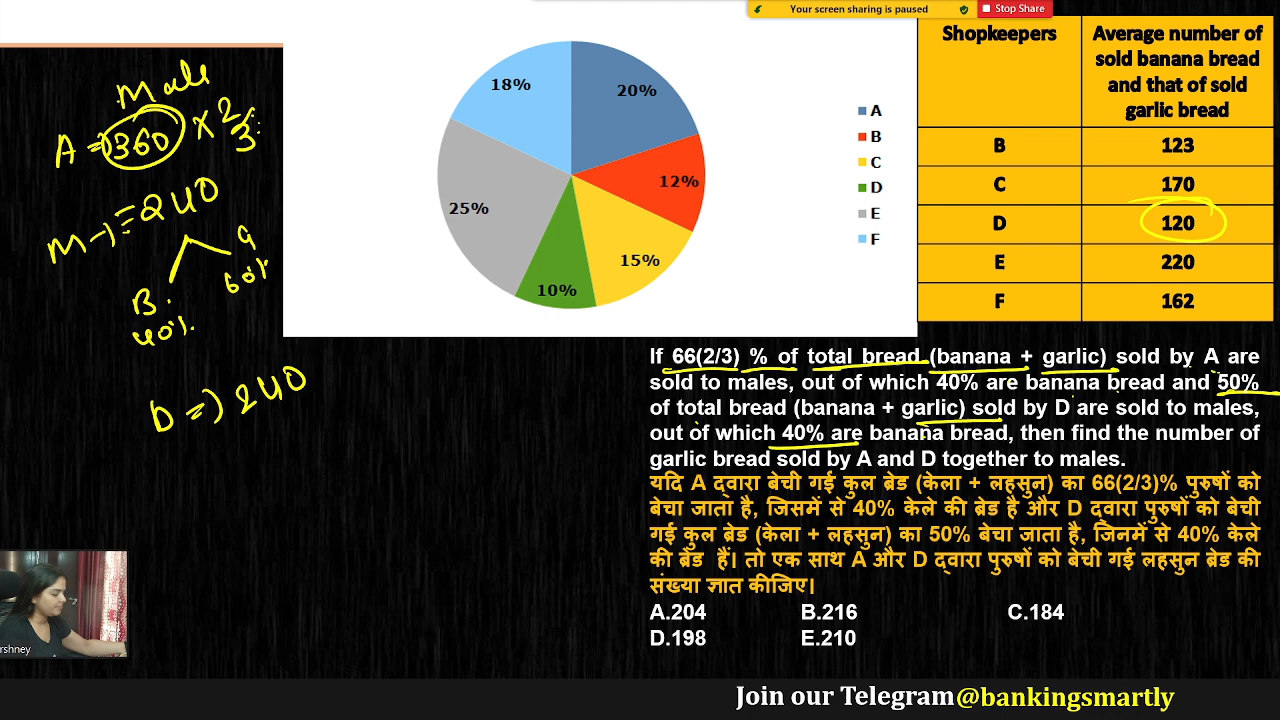 Your screen sharing is paused
Stop Share
Male
A = 360 × 2/3
M → = 240
B G
40% 60%
D => 240
18%
20%
12%
25%
15%
10%
A
B
C
D
E
F
Shopkeepers Average number of
sold banana bread
and that of sold
garlic bread
B 123
C 170
D 120
E 220
F 162
If 66(2/3) % of total bread (banana + garlic) sold by A are
sold to males, out of which 40% are banana bread and 50%
of total bread (banana + garlic) sold by D are sold to males,
out of which 40% are banana bread, then find the number of
garlic bread sold by A and D together to males.
यदि A द्वारा बेची गई कुल ब्रेड (केला + लहसुन) का 66(2/3)% पुरुषों को
बेचा जाता है, जिसमें से 40% केले की ब्रेड है और D द्वारा पुरुषों को बेची
गई कुल ब्रेड (केला + लहसुन) का 50% बेचा जाता है, जिनमें से 40% केले
की ब्रेड हैं। तो एक साथ A और D द्वारा पुरुषों को बेची गई लहसुन ब्रेड की
संख्या ज्ञात कीजिए।
A.204 B.216 C.184
D.198 E.210
rshney
Join our Telegram@bankingsmartly